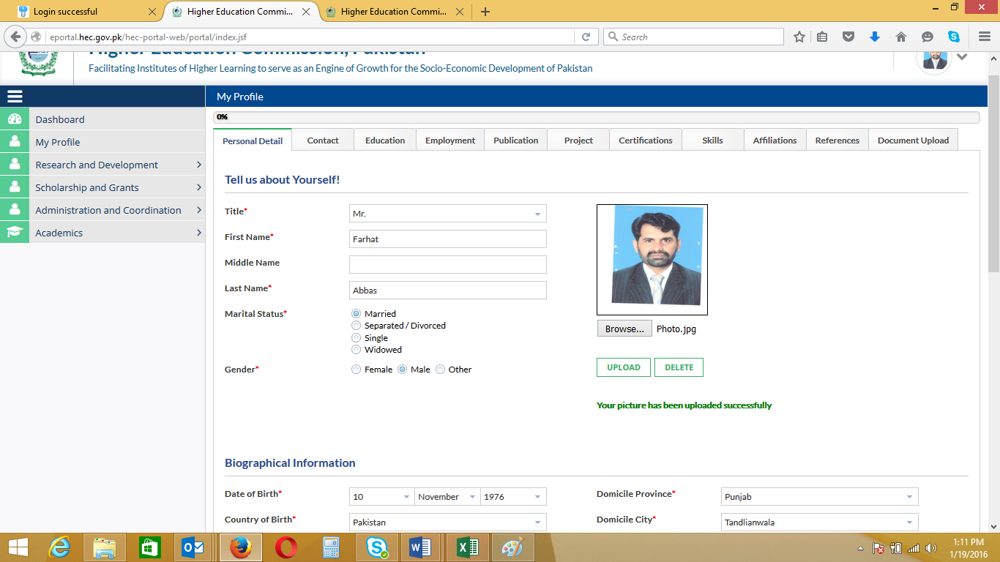 Login successful
Higher Education Commi...
Higher Education Commi...
eportal.hec.gov.pk/hec-portal-web/portal/index.jsf
Search
Higher Education Commission, Pakistan
Facilitating Institutes of Higher Learning to serve as an Engine of Growth for the Socio-Economic Development of Pakistan
My Profile
Dashboard
My Profile
Research and Development
Scholarship and Grants
Administration and Coordination
Academics
0%
Personal Detail Contact Education Employment Publication Project Certifications Skills Affiliations References Document Upload
Tell us about Yourself!
Title* Mr.
First Name* Farhat
Middle Name
Last Name* Abbas
Marital Status* Married
Separated / Divorced
Single
Widowed
Gender* Female Male Other
Browse... Photo.jpg
UPLOAD DELETE
Your picture has been uploaded successfully
Biographical Information
Date of Birth* 10 November 1976 Domicile Province* Punjab
Country of Birth* Pakistan Domicile City* Tandlianwala
1:11 PM
1/19/2016